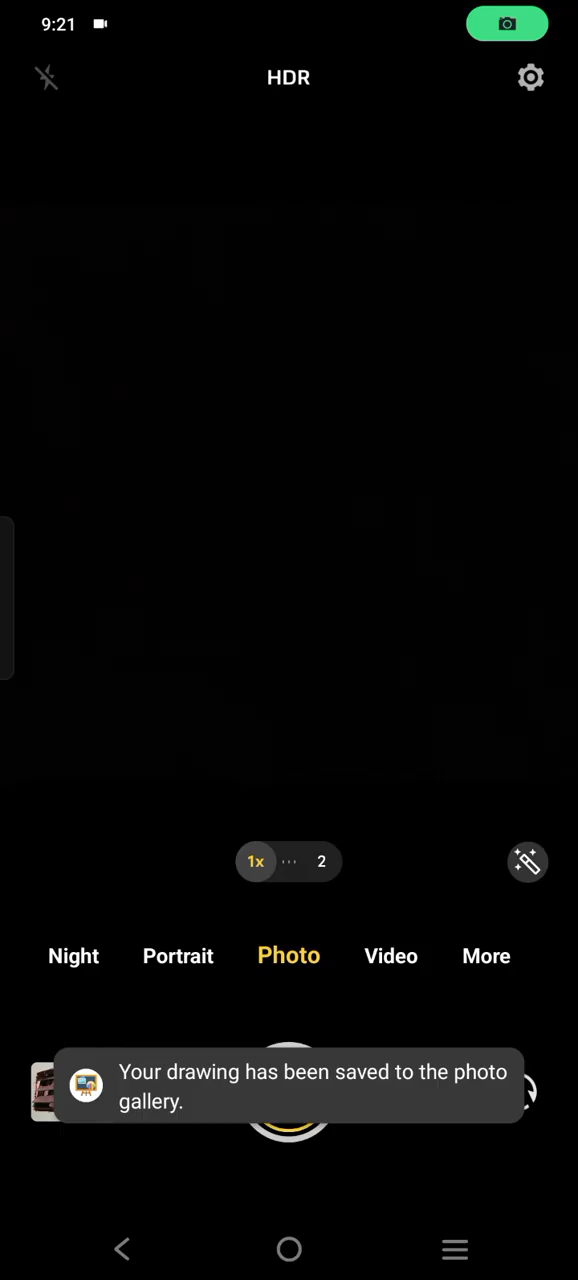 9:21
HDR
1x
2
Night Portrait Photo Video More
Your drawing has been saved to the photo
gallery.